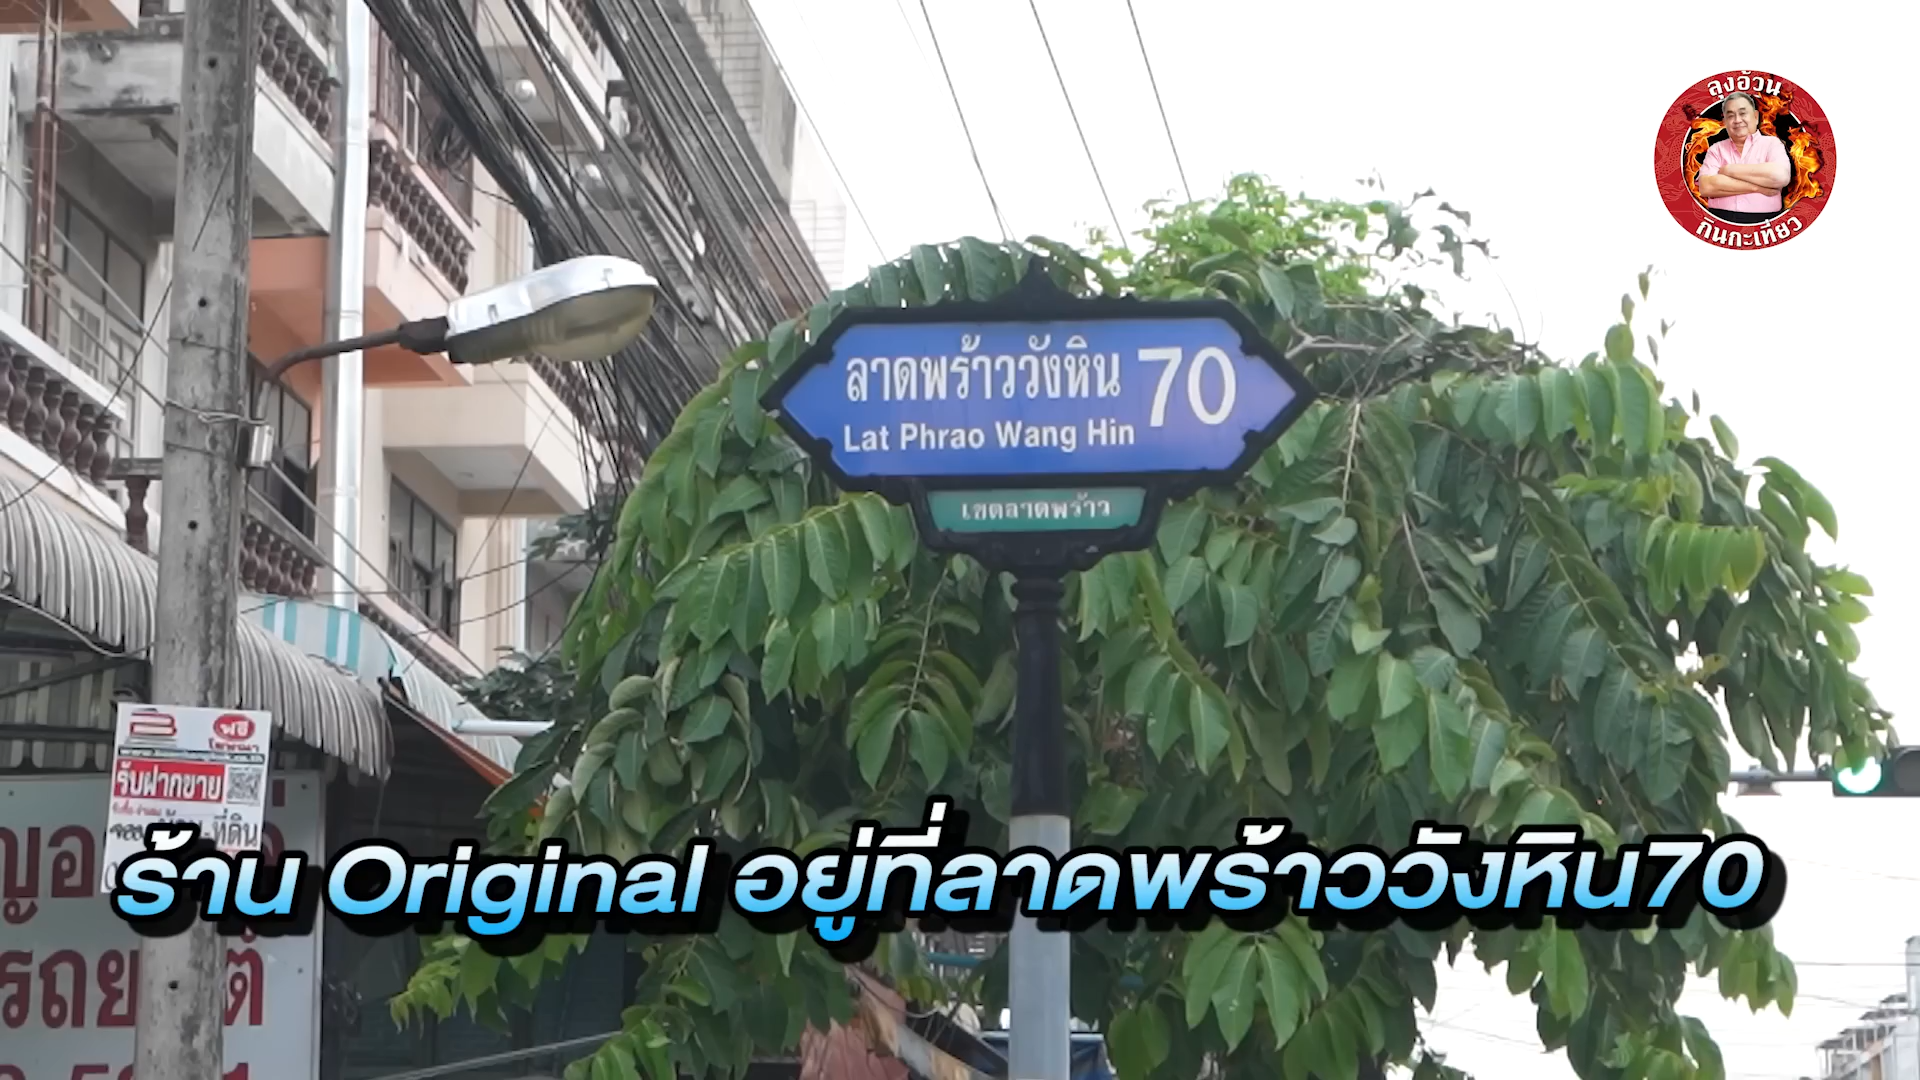 ลุงอ้วน
กินกะเที่ยว
ลาดพร้าววังหิน 70
Lat Phrao Wang Hin
เขตลาดพร้าว
รับฝากขาย
-ที่ดิน
ร้าน Original อยู่ที่ลาดพร้าววังหิน70